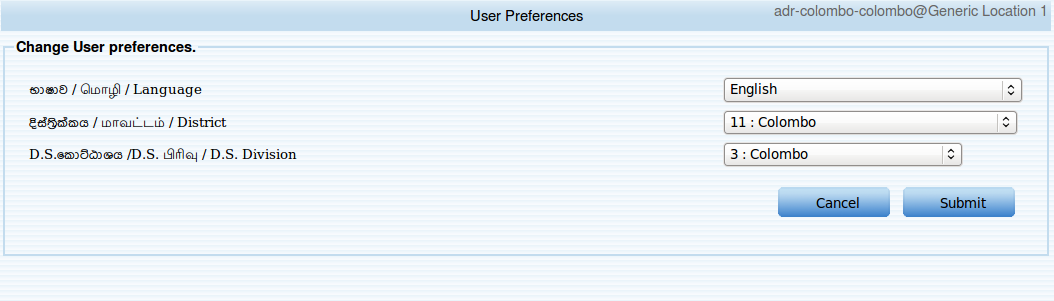 User Preferences
adr-colombo-colombo@Generic Location 1
Change User preferences.
භාෂාව / மொழி / Language
English
දිස්ත්‍රික්කය / மாவட்டம் / District
11 : Colombo
D.S.කොට්ඨාශය /D.S. பிரிவு / D.S. Division
3 : Colombo
Cancel
Submit